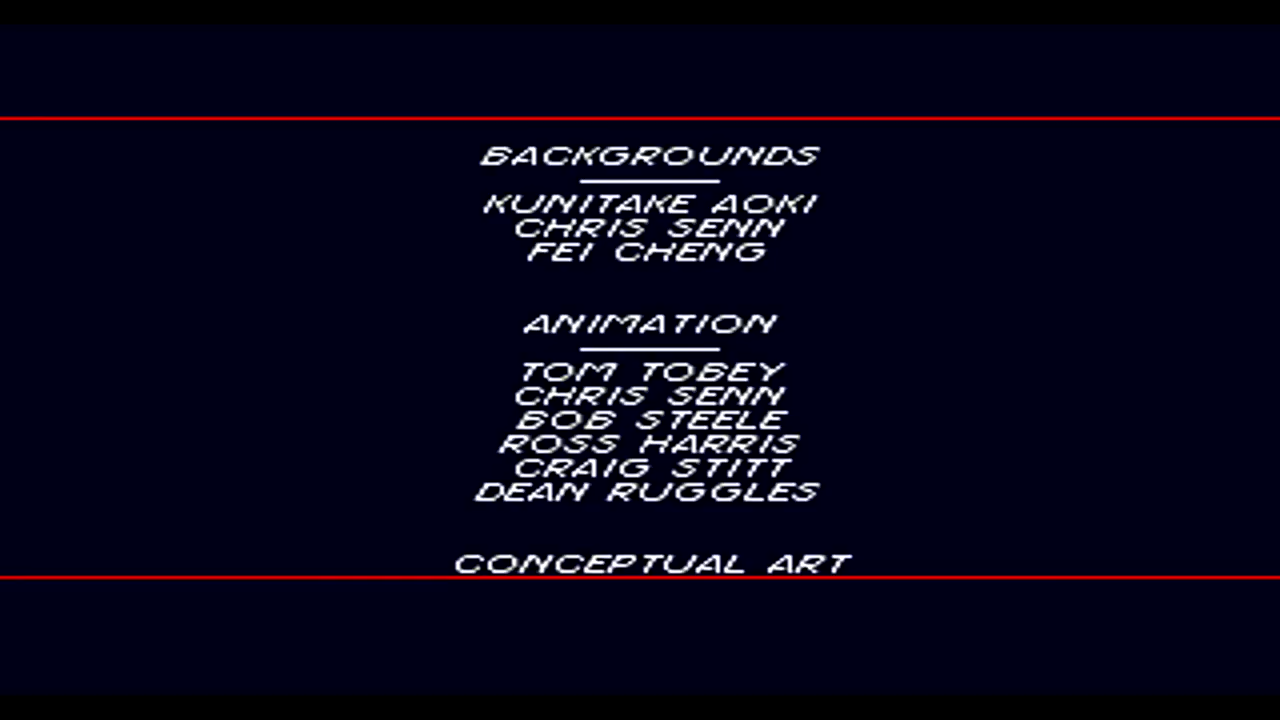 BACKGROUNDS
KUNITAKE AOKI
CHRIS SENN
FEI CHENG
ANIMATION
TOM TOBEY
CHRIS SENN
BOB STEELE
ROSS HARRIS
CRAIG STITT
DEAN RUGGLES
CONCEPTUAL ART